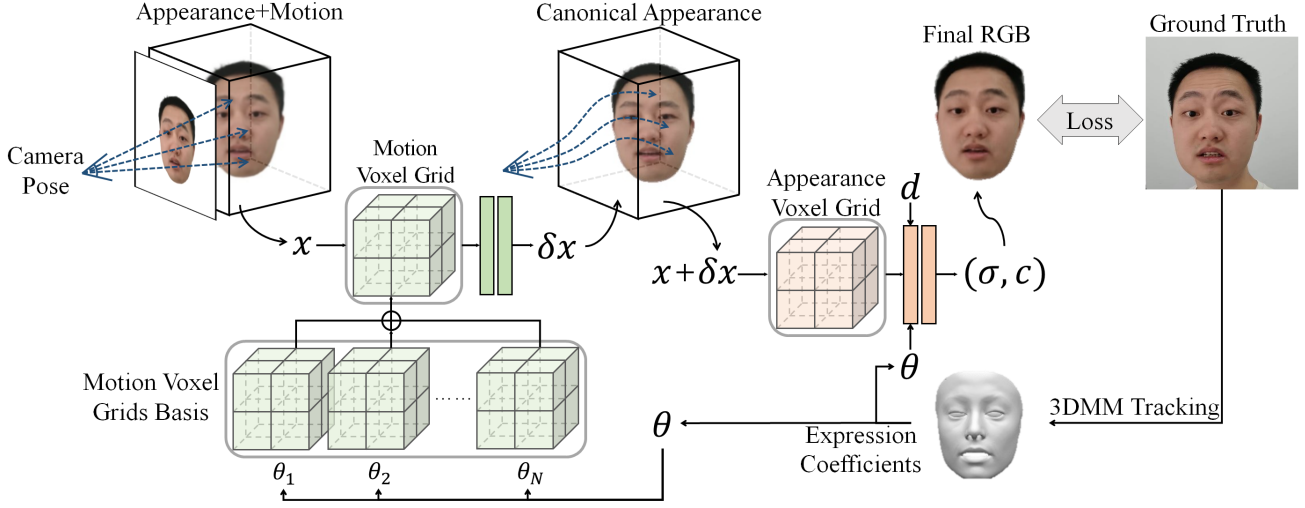 Appearance+Motion
Canonical Appearance
Final RGB
Ground Truth
Loss
Camera
Pose
Motion
Voxel Grid
Appearance
Voxel Grid
d
x
δx
x+δx
(σ, c)
θ
Motion Voxel
Grids Basis
......
θ
Expression
Coefficients
3DMM Tracking
θ1
θ2
θN